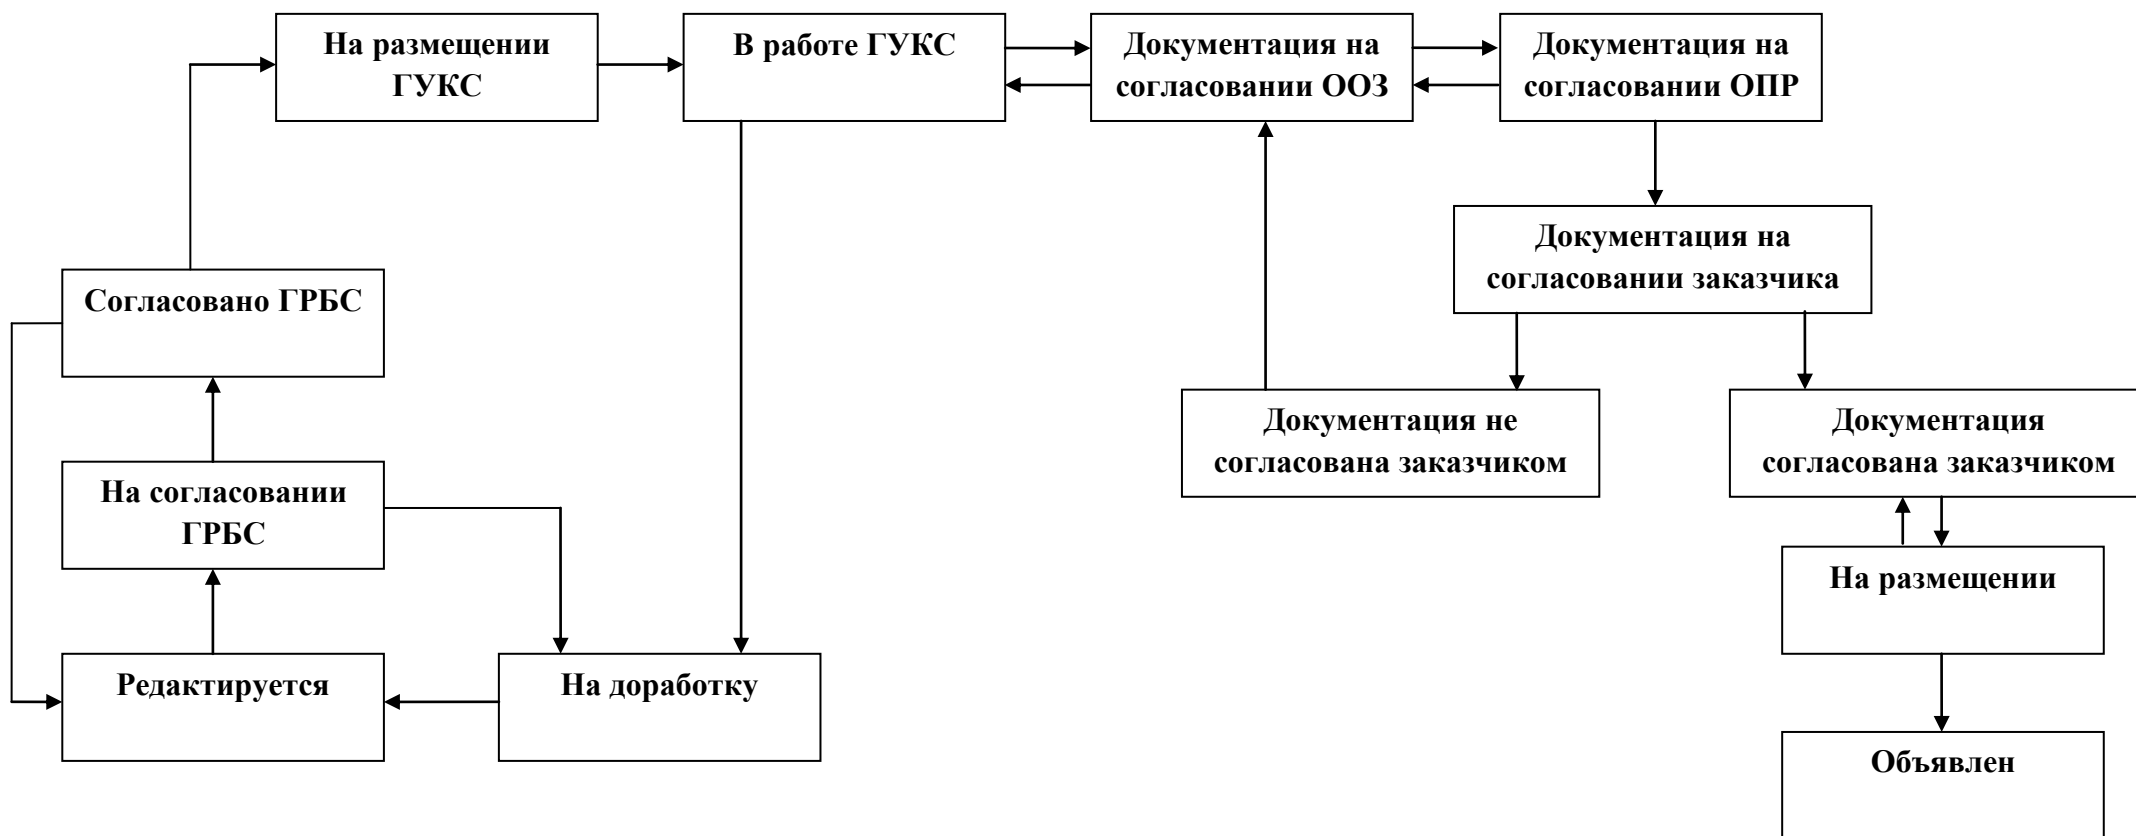 На размещении
ГУКС
В работе ГУКС
Документация на
согласовании ООЗ
Документация на
согласовании ОПР
Документация на
согласовании заказчика
Согласовано ГРБС
Документация не
согласована заказчиком
Документация
согласована заказчиком
На согласовании
ГРБС
На размещении
Редактируется
На доработку
Объявлен